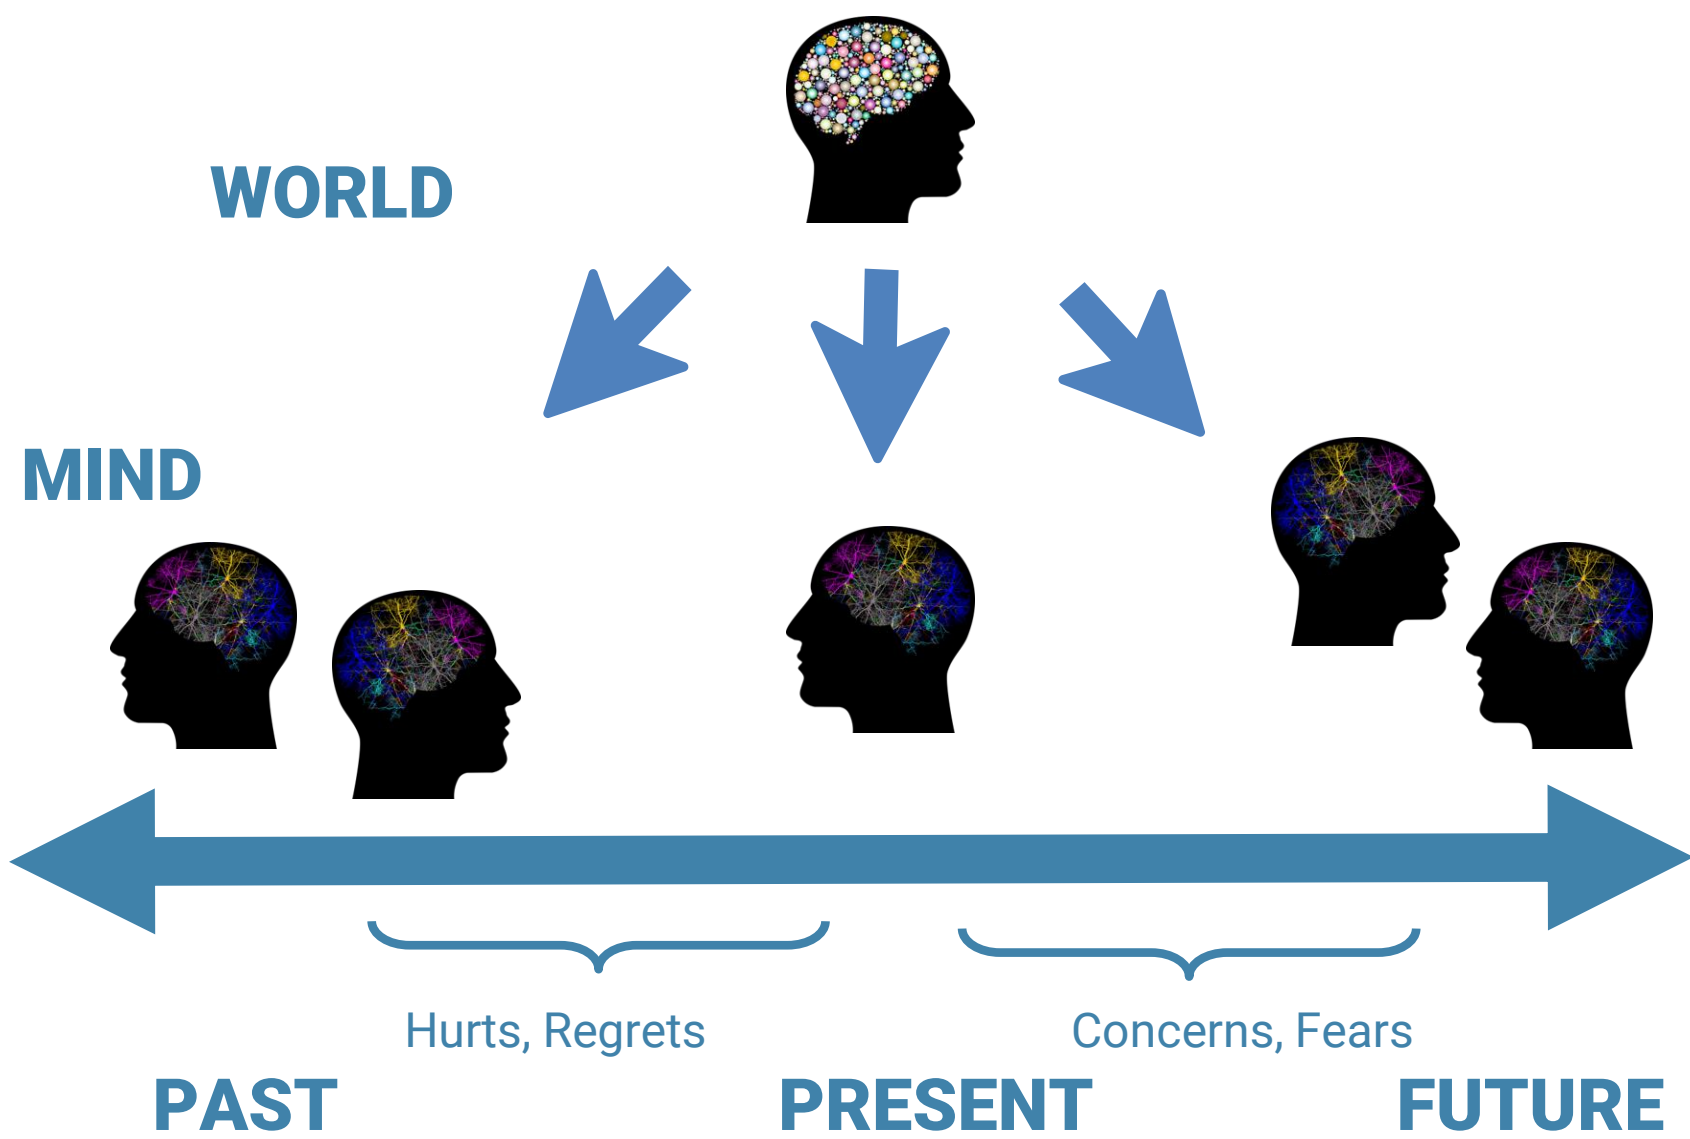 WORLD
MIND
Hurts, Regrets
Concerns, Fears
PAST
PRESENT
FUTURE